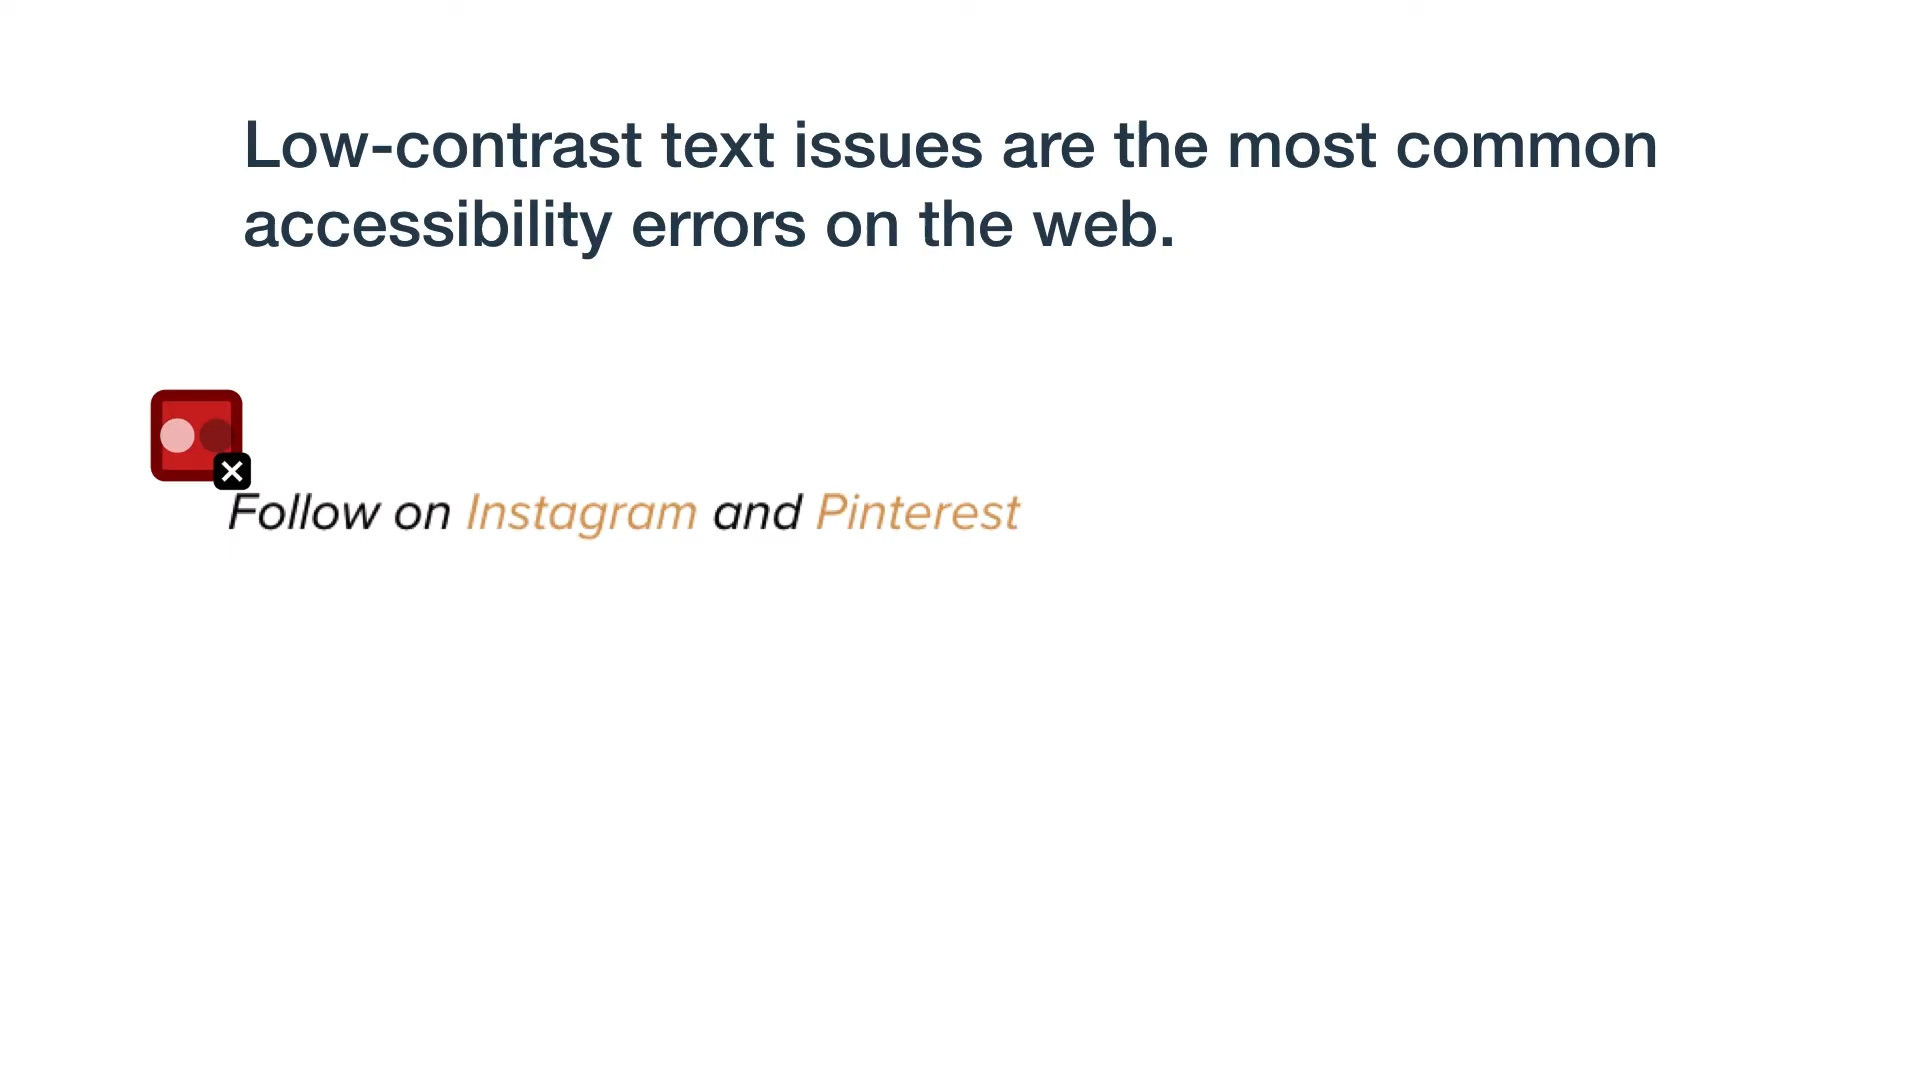 Low-contrast text issues are the most common
accessibility errors on the web.
Follow on Instagram and Pinterest